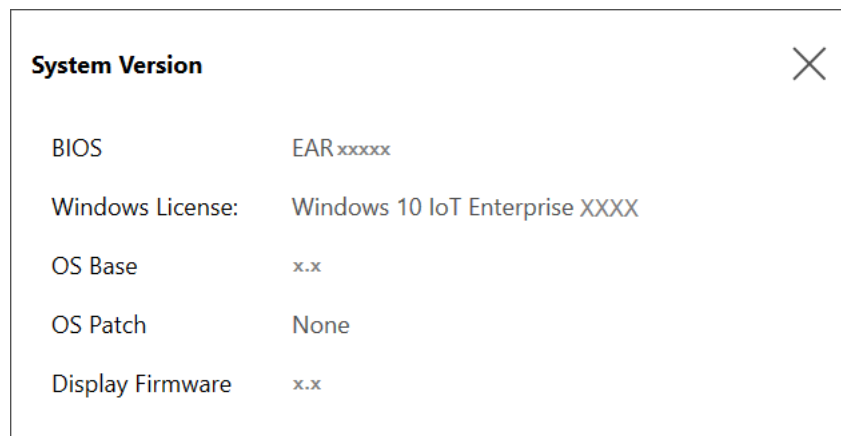 System Version
BIOS EAR xxxxx
Windows License: Windows 10 IoT Enterprise XXXX
OS Base x.x
OS Patch None
Display Firmware x.x